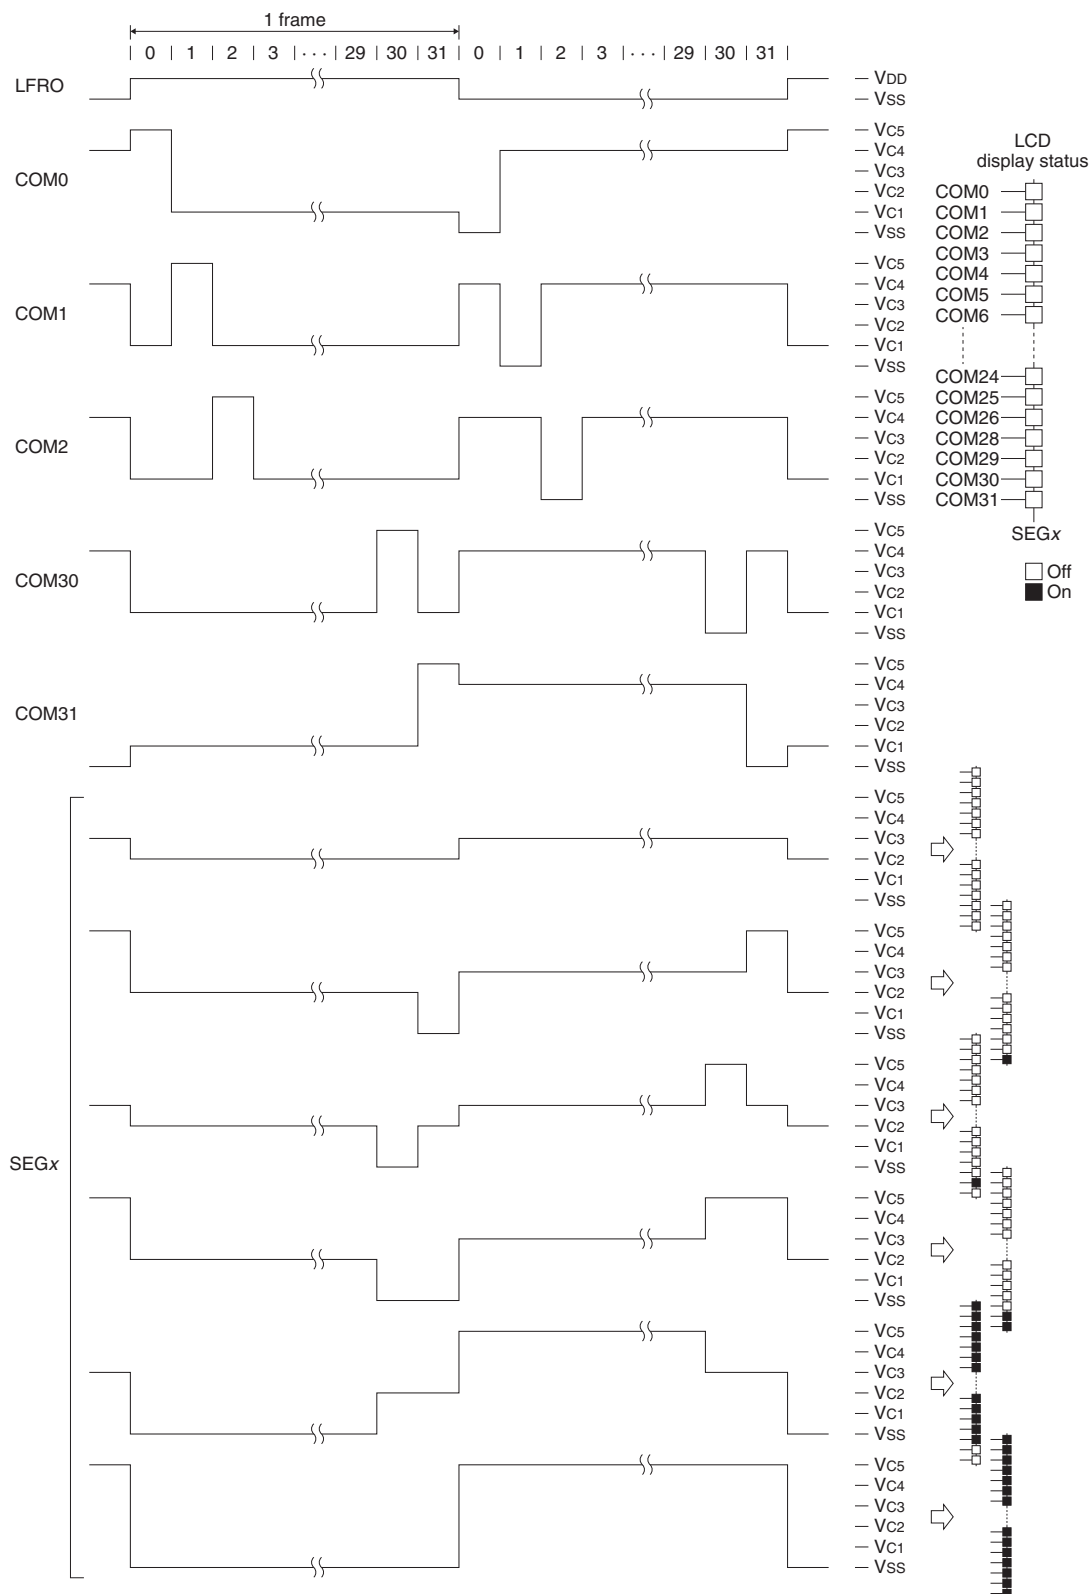 1 frame
0 1 2 3 · · · 29 30 31 0 1 2 3 · · · 29 30 31
LFRO
VDD
VSS
COM0
VC5
VC4
VC3
VC2
VC1
VSS
LCD
display status
COM0
COM1
COM2
COM3
COM4
COM5
COM6
COM24
COM25
COM26
COM28
COM29
COM30
COM31
SEGx
Off
On
COM1
VC5
VC4
VC3
VC2
VC1
VSS
COM2
VC5
VC4
VC3
VC2
VC1
VSS
COM30
VC5
VC4
VC3
VC2
VC1
VSS
COM31
VC5
VC4
VC3
VC2
VC1
VSS
SEGx
VC5
VC4
VC3
VC2
VC1
VSS
VC5
VC4
VC3
VC2
VC1
VSS
VC5
VC4
VC3
VC2
VC1
VSS
VC5
VC4
VC3
VC2
VC1
VSS
VC5
VC4
VC3
VC2
VC1
VSS
VC5
VC4
VC3
VC2
VC1
VSS